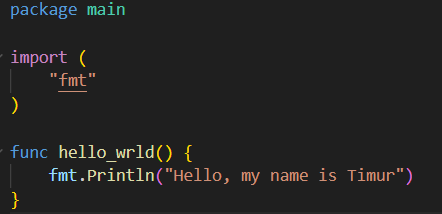 package main
import (
"fmt"
)
func hello_wrld() {
fmt.Println("Hello, my name is Timur")
}